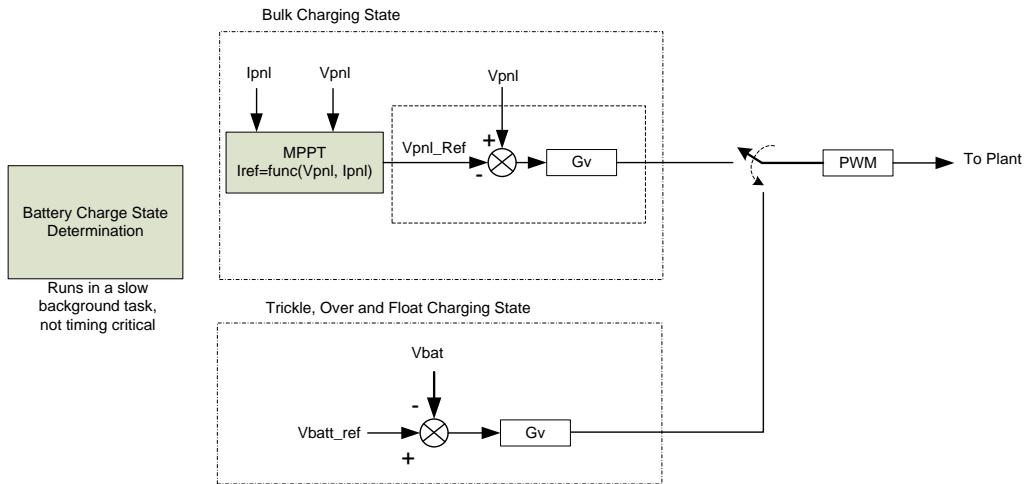 Bulk Charging State
Ipnl
Vpnl
Vpnl
MPPT
Iref=func(Vpnl, Ipnl)
Vpnl_Ref
+
-
Gv
PWM
To Plant
Battery Charge State
Determination
Runs in a slow
background task,
not timing critical
Trickle, Over and Float Charging State
Vbat
-
Vbatt_ref
+
Gv